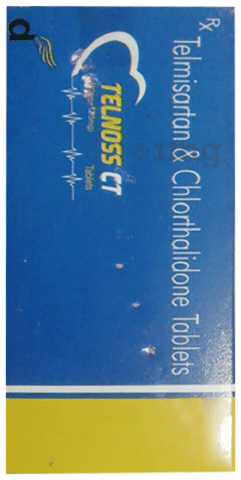 Rx
Telmisartan & Chlorthalidone Tablets
TELNOSS CT
Tablets
d